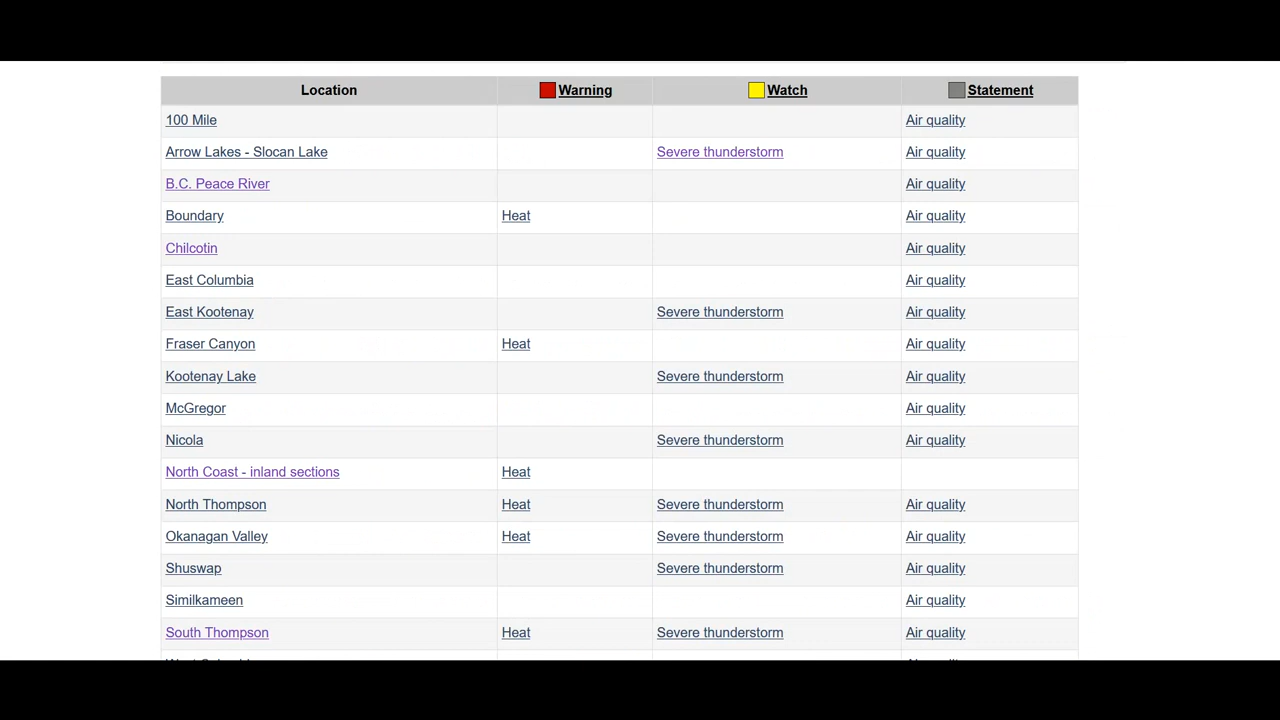 Location Warning Watch Statement
100 Mile Air quality
Arrow Lakes - Slocan Lake Severe thunderstorm Air quality
B.C. Peace River Air quality
Boundary Heat Air quality
Chilcotin Air quality
East Columbia Air quality
East Kootenay Severe thunderstorm Air quality
Fraser Canyon Heat Air quality
Kootenay Lake Severe thunderstorm Air quality
McGregor Air quality
Nicola Severe thunderstorm Air quality
North Coast - inland sections Heat
North Thompson Heat Severe thunderstorm Air quality
Okanagan Valley Heat Severe thunderstorm Air quality
Shuswap Severe thunderstorm Air quality
Similkameen Air quality
South Thompson Heat Severe thunderstorm Air quality